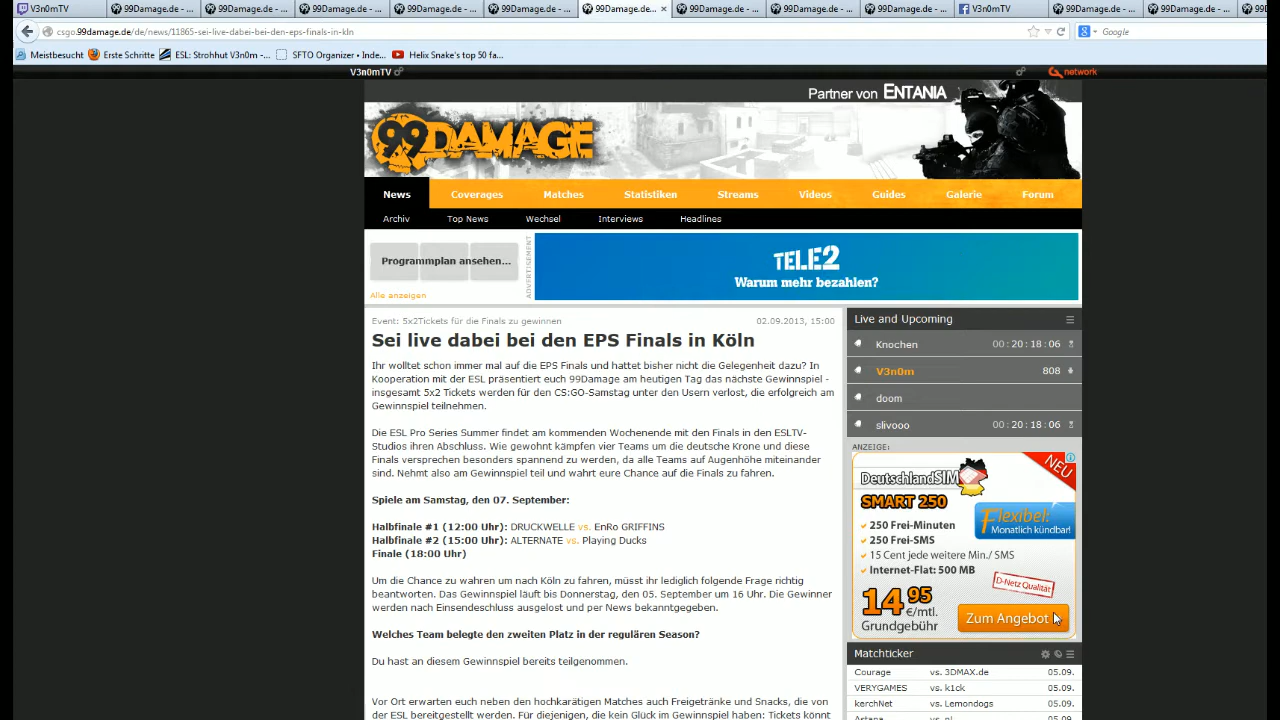 V3n0mTV
99Damage.de - ...
99Damage.de - ...
99Damage.de - ...
99Damage.de - ...
99Damage.de - ...
99Damage.de...
99Damage.de - ...
99Damage.de - ...
99Damage.de - ...
V3n0mTV
99Damage.de - ...
99Damage.de - ...
99
csgo.99damage.de/de/news/11865-sei-live-dabei-bei-den-eps-finals-in-kln
Google
Meistbesucht
Erste Schritte
ESL: Strohhut V3n0m -...
SFTO Organizer • Inde...
Helix Snake's top 50 fa...
V3n0mTV
network
Partner von ENTANIA
99DAMAGE
News
Coverages
Matches
Statistiken
Streams
Videos
Guides
Galerie
Forum
Archiv
Top News
Wechsel
Interviews
Headlines
Programmplan ansehen...
Alle anzeigen
ADVERTISEMENT
TELE2
Warum mehr bezahlen?
Event: 5x2Tickets für die Finals zu gewinnen
02.09.2013, 15:00
Sei live dabei bei den EPS Finals in Köln
Ihr wolltet schon immer mal auf die EPS Finals und hattet bisher nicht die Gelegenheit dazu? In
Kooperation mit der ESL präsentiert euch 99Damage am heutigen Tag das nächste Gewinnspiel -
insgesamt 5x2 Tickets werden für den CS:GO-Samstag unter den Usern verlost, die erfolgreich am
Gewinnspiel teilnehmen.
Die ESL Pro Series Summer findet am kommenden Wochenende mit den Finals in den ESLTV-
Studios ihren Abschluss. Wie gewohnt kämpfen vier Teams um die deutsche Krone und diese
Finals versprechen besonders spannend zu werden, da alle Teams auf Augenhöhe miteinander
sind. Nehmt also am Gewinnspiel teil und wahrt eure Chance auf die Finals zu fahren.
Spiele am Samstag, den 07. September:
Halbfinale #1 (12:00 Uhr): DRUCKWELLE vs. EnRo GRIFFINS
Halbfinale #2 (15:00 Uhr): ALTERNATE vs. Playing Ducks
Finale (18:00 Uhr)
Um die Chance zu wahren um nach Köln zu fahren, müsst ihr lediglich folgende Frage richtig
beantworten. Das Gewinnspiel läuft bis Donnerstag, den 05. September um 16 Uhr. Die Gewinner
werden nach Einsendeschluss ausgelost und per News bekanntgegeben.
Welches Team belegte den zweiten Platz in der regulären Season?
Du hast an diesem Gewinnspiel bereits teilgenommen.
Vor Ort erwarten euch neben den hochkarätigen Matches auch Freigetränke und Snacks, die von
der ESL bereitgestellt werden. Für diejenigen, die kein Glück im Gewinnspiel haben: Tickets könnt
Live and Upcoming
Knochen 00:20:18:06
V3n0m 808
doom
slivooo 00:20:18:06
ANZEIGE:
DeutschlandSIM
NEU
SMART 250
Flexibel:
Monatlich kündbar!
250 Frei-Minuten
250 Frei-SMS
15 Cent jede weitere Min./ SMS
Internet-Flat: 500 MB
D-Netz Qualität
14 95 €/mtl.
Grundgebühr
Zum Angebot
Matchticker
Courage vs. 3DMAX.de 05.09.
VERYGAMES vs. k1ck 05.09.
kerchNet vs. Lemondogs 05.09.